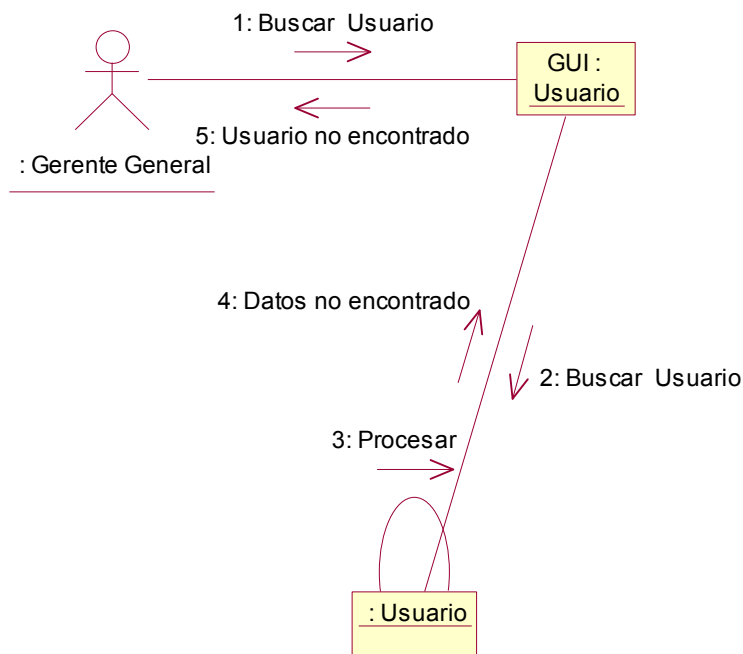 1: Buscar Usuario
GUI :
Usuario
5: Usuario no encontrado
: Gerente General
4: Datos no encontrado
2: Buscar Usuario
3: Procesar
: Usuario